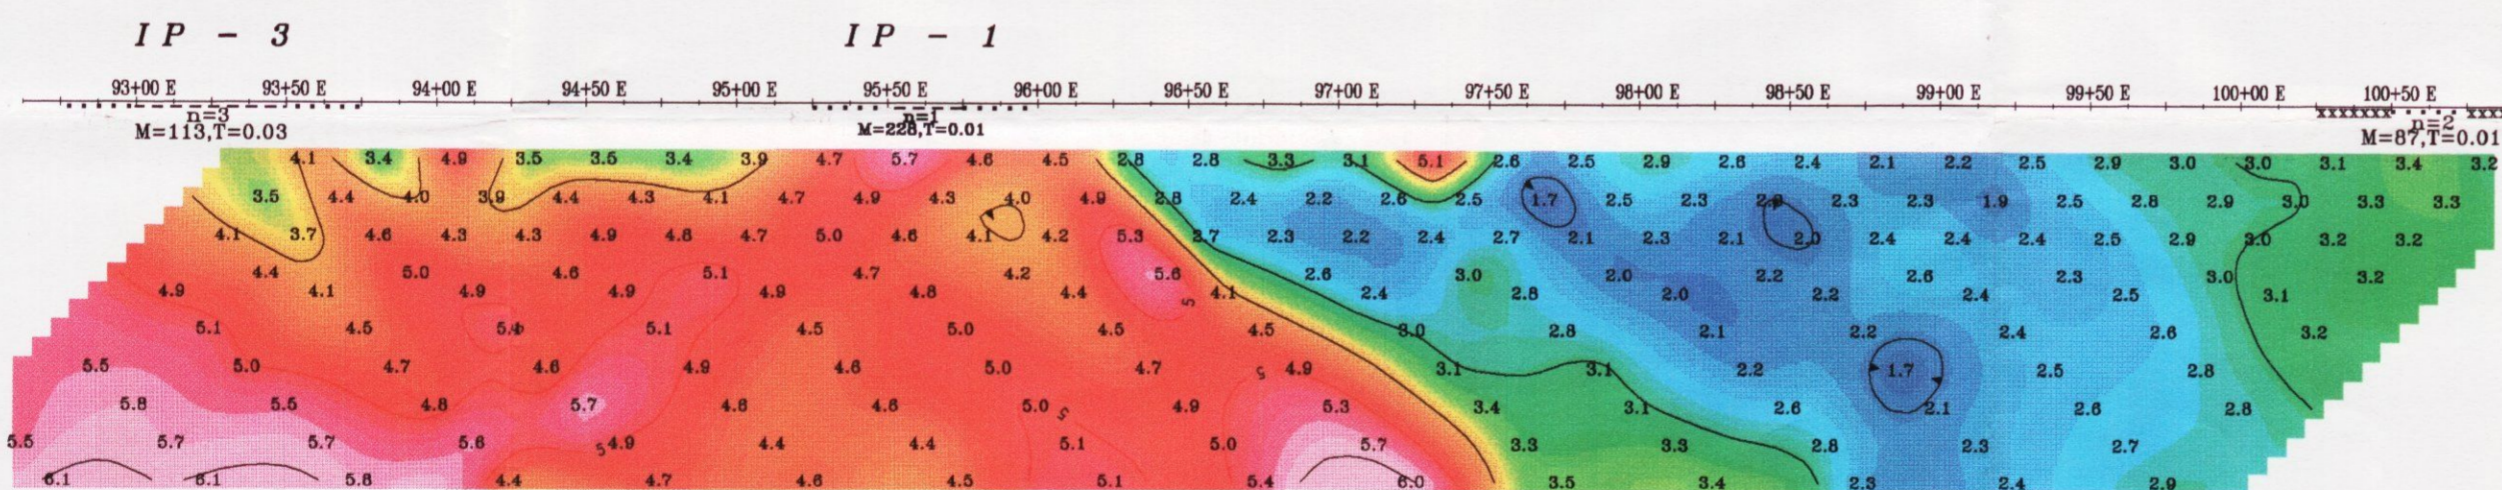 IP - 3 IP - 1
93+00 E 93+50 E 94+00 E 94+50 E 95+00 E 95+50 E 96+00 E 96+50 E 97+00 E 97+50 E 98+00 E 98+50 E 99+00 E 99+50 E 100+00 E 100+50 E
n=3 n=1 n=2
M=113,T=0.03 M=228,T=0.01 M=87,T=0.01
4.1 3.4 4.9 3.5 3.5 3.4 3.9 4.7 5.7 4.6 4.5 2.8 2.8 3.3 3.1 5.1 2.6 2.5 2.9 2.6 2.4 2.1 2.2 2.5 2.9 3.0 3.0 3.1 3.4 3.2
3.5 4.4 4.0 3.9 4.4 4.3 4.1 4.7 4.9 4.3 4.0 4.9 2.8 2.4 2.2 2.6 2.5 1.7 2.5 2.3 2.3 2.3 1.9 2.5 2.8 2.9 3.0 3.3 3.3
4.1 3.7 4.6 4.3 4.3 4.9 4.8 4.7 5.0 4.6 4.1 4.2 5.3 2.7 2.3 2.2 2.4 2.7 2.1 2.3 2.1 2.0 2.4 2.4 2.4 2.5 2.9 3.0 3.2 3.2
4.4 5.0 4.6 5.1 4.7 4.2 5.6 2.6 3.0 2.0 2.2 2.6 2.3 3.0 3.2
4.9 4.1 4.9 4.9 4.9 4.8 4.4 5 4.1 2.4 2.8 2.0 2.2 2.4 2.5 3.1
5.1 4.5 5.1 4.5 5.0 4.5 4.5 3.0 2.8 2.1 2.2 2.4 2.6 3.2
5.5 5.0 4.7 4.6 4.9 4.6 5.0 4.7 5 4.9 3.1 3.1 2.2 1.7 2.5 2.8
5.8 5.5 4.8 5.7 4.8 4.6 5.0 5 4.9 5.3 3.4 3.1 2.6 2.1 2.6 2.8
5.5 5.7 5.7 5.6 5 4.9 4.4 4.4 5.1 5.0 5.7 3.3 3.3 2.8 2.3 2.7
6.1 6.1 5.8 4.4 4.7 4.6 4.5 5.1 5.4 6.0 3.5 3.4 2.3 2.4 2.9